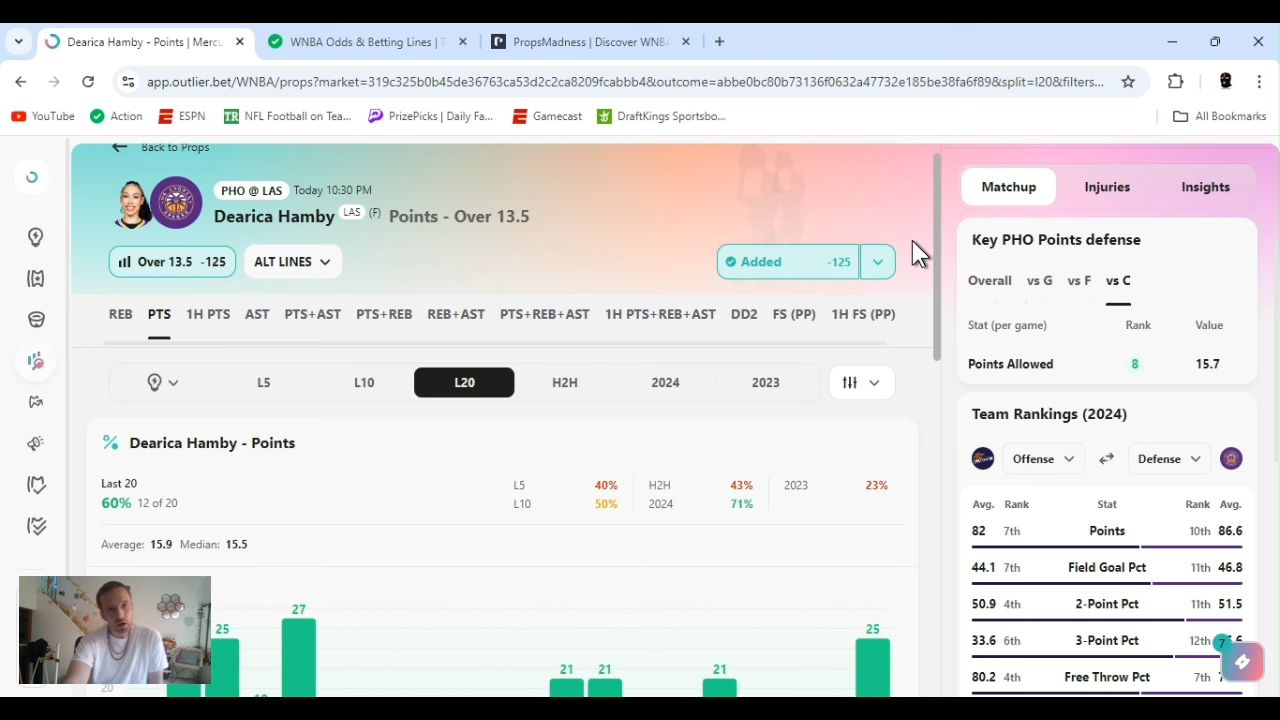 Dearica Hamby - Points | Mercu
WNBA Odds & Betting Lines | T
PropsMadness | Discover WNBA
app.outlier.bet/WNBA/props?market=319c325b0b45de36763ca53d2c2ca8209fcabbb4&outcome=abbe0bc80b73136f0632a47732e185be38fa6f89&split=l20&filters...
YouTube Action ESPN NFL Football on Tea... PrizePicks | Daily Fa... Gamecast DraftKings Sportsbo... All Bookmarks
Back to Props
PHO @ LAS Today 10:30 PM
Dearica Hamby LAS (F) Points - Over 13.5
Over 13.5 -125 ALT LINES Added -125
REB PTS 1H PTS AST PTS+AST PTS+REB REB+AST PTS+REB+AST 1H PTS+REB+AST DD2 FS (PP) 1H FS (PP)
L5 L10 L20 H2H 2024 2023
Dearica Hamby - Points
Last 20
60% 12 of 20
L5 40% H2H 43% 2023 23%
L10 50% 2024 71%
Average: 15.9 Median: 15.5
27
25 25
21 21 21
20
Matchup Injuries Insights
Key PHO Points defense
Overall vs G vs F vs C
Stat (per game) Rank Value
Points Allowed 8 15.7
Team Rankings (2024)
Offense Defense
Avg. Rank Stat Rank Avg.
82 7th Points 10th 86.6
44.1 7th Field Goal Pct 11th 46.8
50.9 4th 2-Point Pct 11th 51.5
33.6 6th 3-Point Pct 12th
7
80.2 4th Free Throw Pct 7th